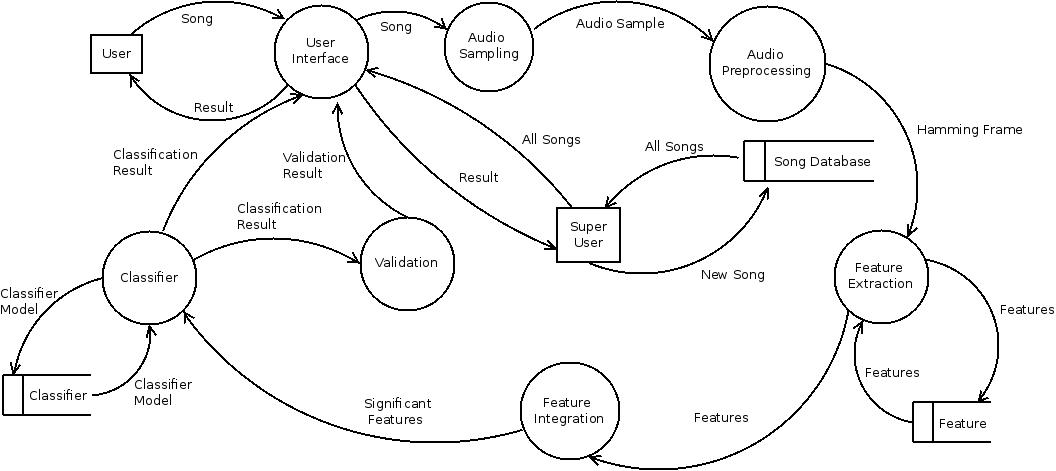 Song
User
Result
User
Interface
Song
Audio
Sampling
Audio Sample
Audio
Preprocessing
Hamming Frame
Classification
Result
Validation
Result
All Songs
All Songs
Song Database
Result
Classification
Result
Super
User
New Song
Validation
Classifier
Feature
Extraction
Classifier
Model
Features
Features
Classifier
Classifier
Model
Significant
Features
Feature
Integration
Features
Feature